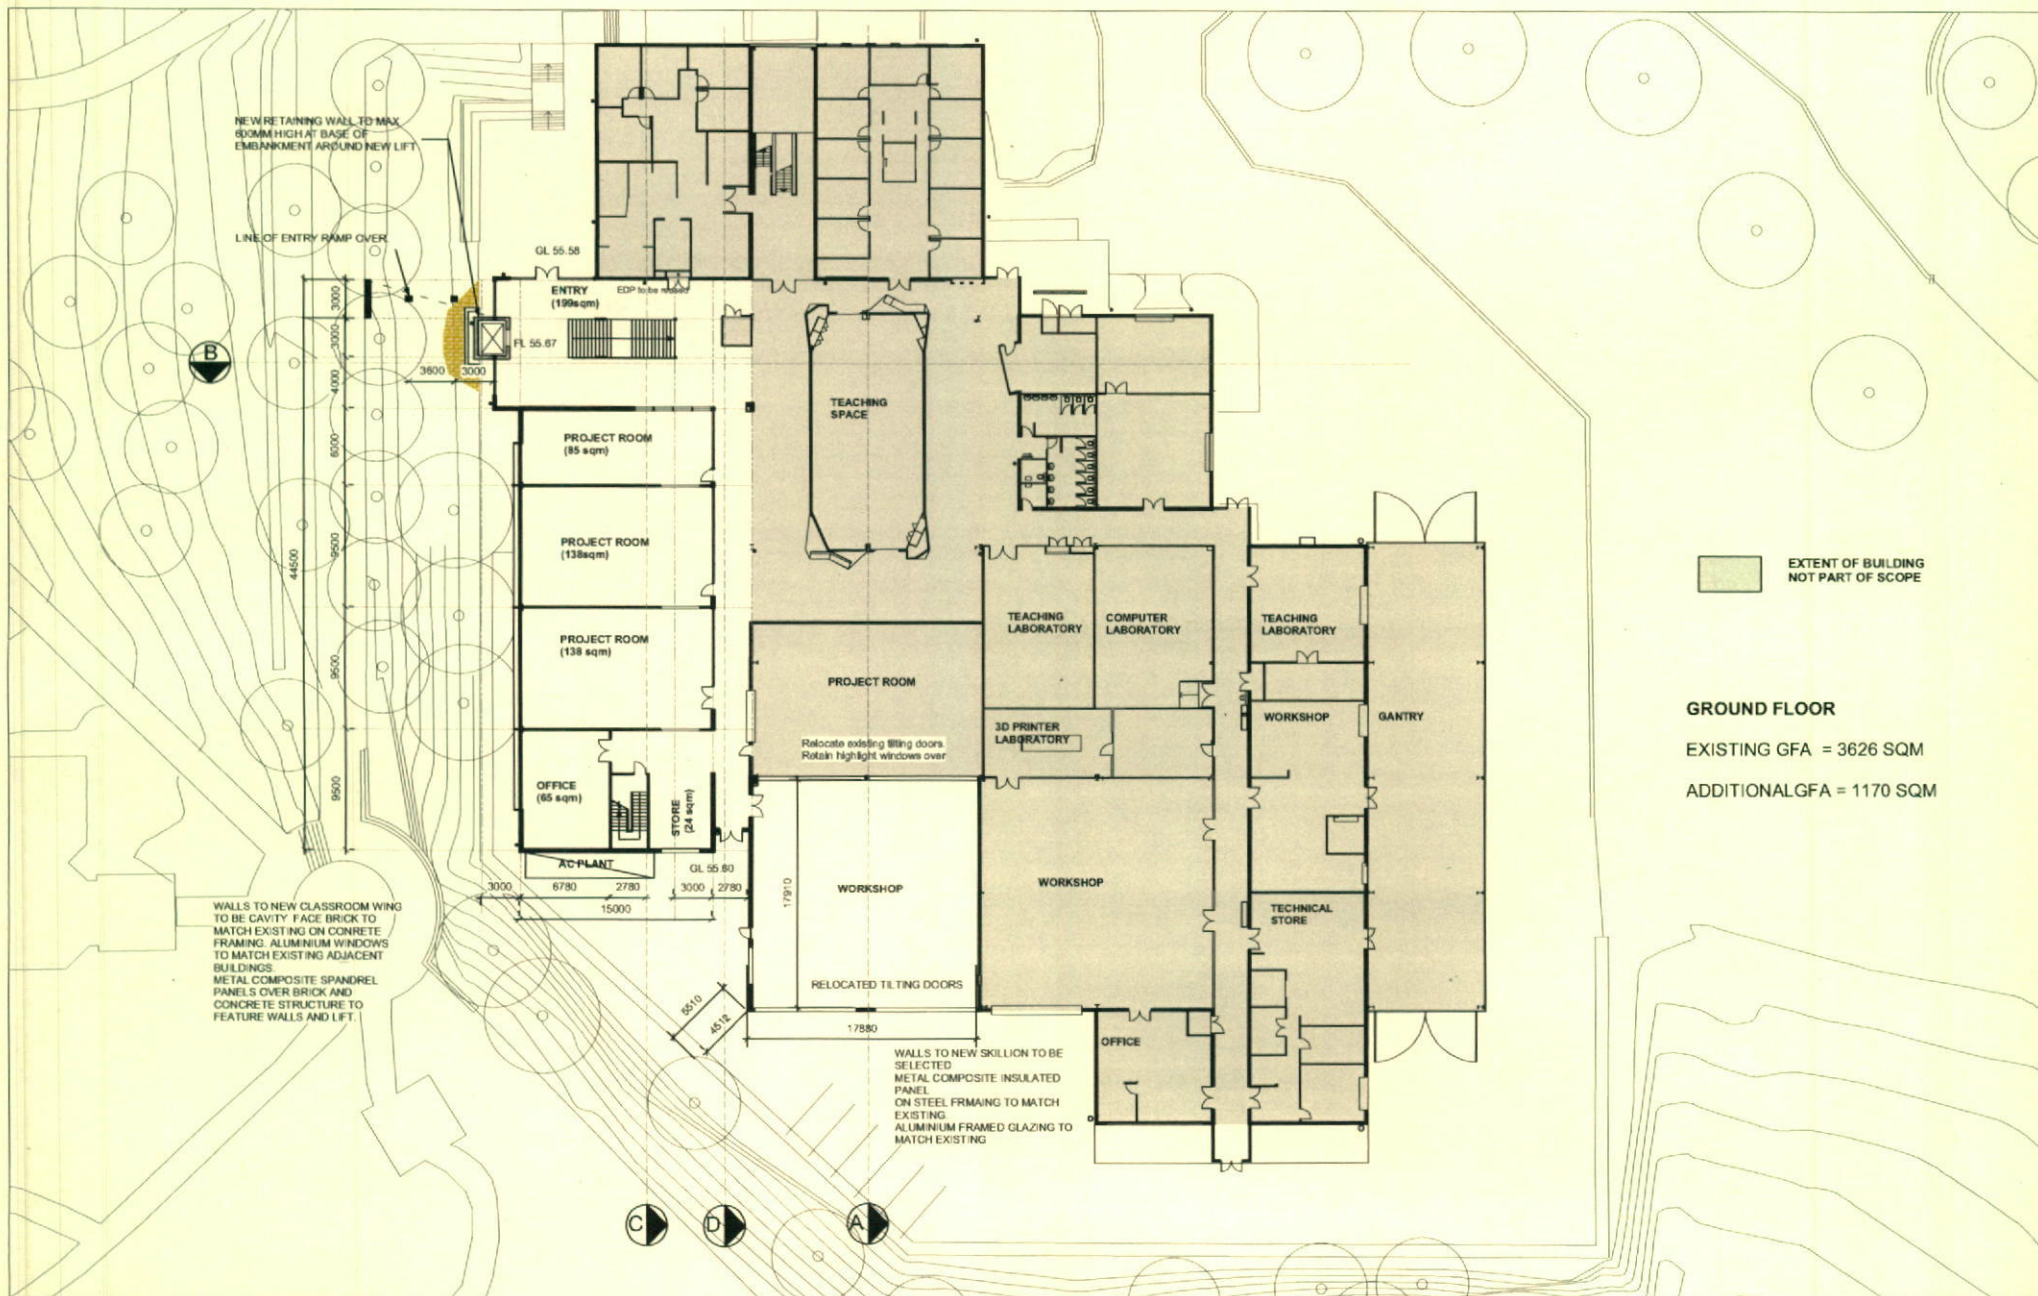 NEW RETAINING WALL TO MAX
600MM HIGH AT BASE OF
EMBANKMENT AROUND NEW LIFT
LINE OF ENTRY RAMP OVER
GL 55.58
ENTRY
(199sqm)
EDP to be reused
FL 55.67
3000
3000
4000
6000
9500
9500
9500
44500
3600
3000
B
TEACHING
SPACE
PROJECT ROOM
(85 sqm)
PROJECT ROOM
(138sqm)
PROJECT ROOM
(138 sqm)
OFFICE
(65 sqm)
STORE
(24 sqm)
AC PLANT
GL 55.60
3000
6780
2780
3000
2780
15000
PROJECT ROOM
Relocate existing tilting doors.
Retain highlight windows over
TEACHING
LABORATORY
COMPUTER
LABORATORY
TEACHING
LABORATORY
3D PRINTER
LABORATORY
WORKSHOP
GANTRY
WORKSHOP
17910
RELOCATED TILTING DOORS
WORKSHOP
TECHNICAL
STORE
OFFICE
5510
4512
17880
EXTENT OF BUILDING
NOT PART OF SCOPE
GROUND FLOOR
EXISTING GFA = 3626 SQM
ADDITIONALGFA = 1170 SQM
WALLS TO NEW CLASSROOM WING
TO BE CAVITY FACE BRICK TO
MATCH EXISTING ON CONRETE
FRAMING. ALUMINIUM WINDOWS
TO MATCH EXISTING ADJACENT
BUILDINGS.
METAL COMPOSITE SPANDREL
PANELS OVER BRICK AND
CONCRETE STRUCTURE TO
FEATURE WALLS AND LIFT.
WALLS TO NEW SKILLION TO BE
SELECTED
METAL COMPOSITE INSULATED
PANEL
ON STEEL FRMAING TO MATCH
EXISTING
ALUMINIUM FRAMED GLAZING TO
MATCH EXISTING
C
D
A